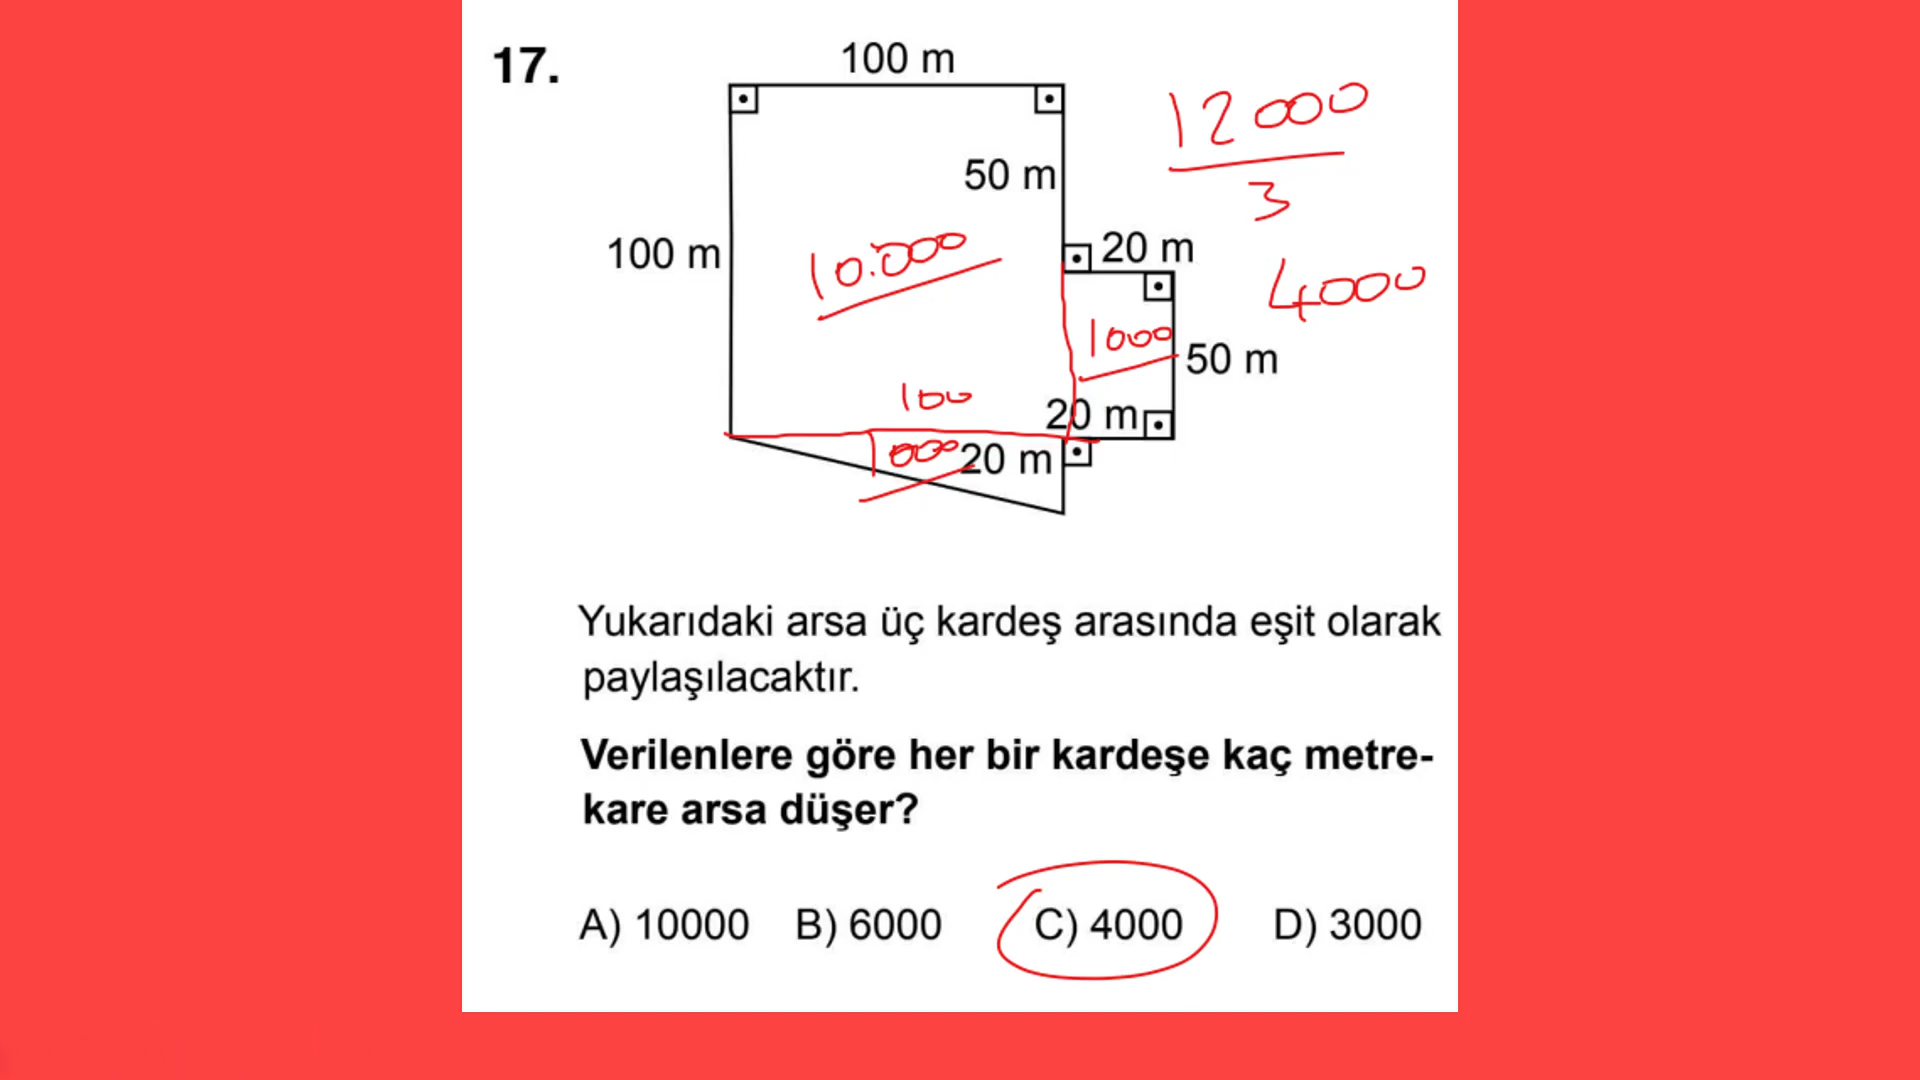 17.
100 m
12000
50 m
3
20 m
100 m
10.000
4000
1000
50 m
100
20 m
1000
20 m
Yukarıdaki arsa üç kardeş arasında eşit olarak
paylaşılacaktır.
Verilenlere göre her bir kardeşe kaç metre-
kare arsa düşer?
A) 10000 B) 6000 C) 4000 D) 3000